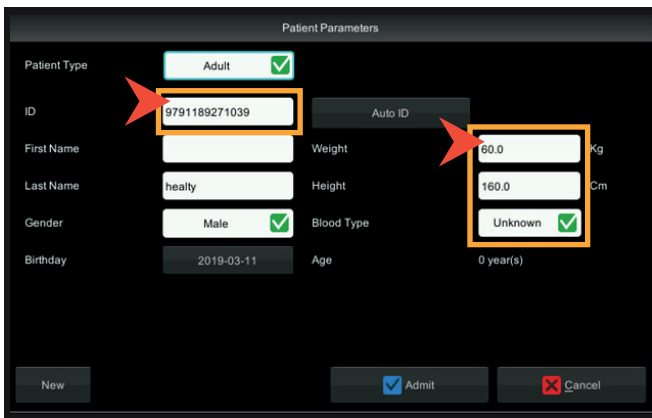 Patient Parameters
Patient Type Adult
ID 9791189271039 Auto ID
First Name Weight 60.0 Kg
Last Name healty Height 160.0 Cm
Gender Male Blood Type Unknown
Birthday 2019-03-11 Age 0 year(s)
New Admit Cancel